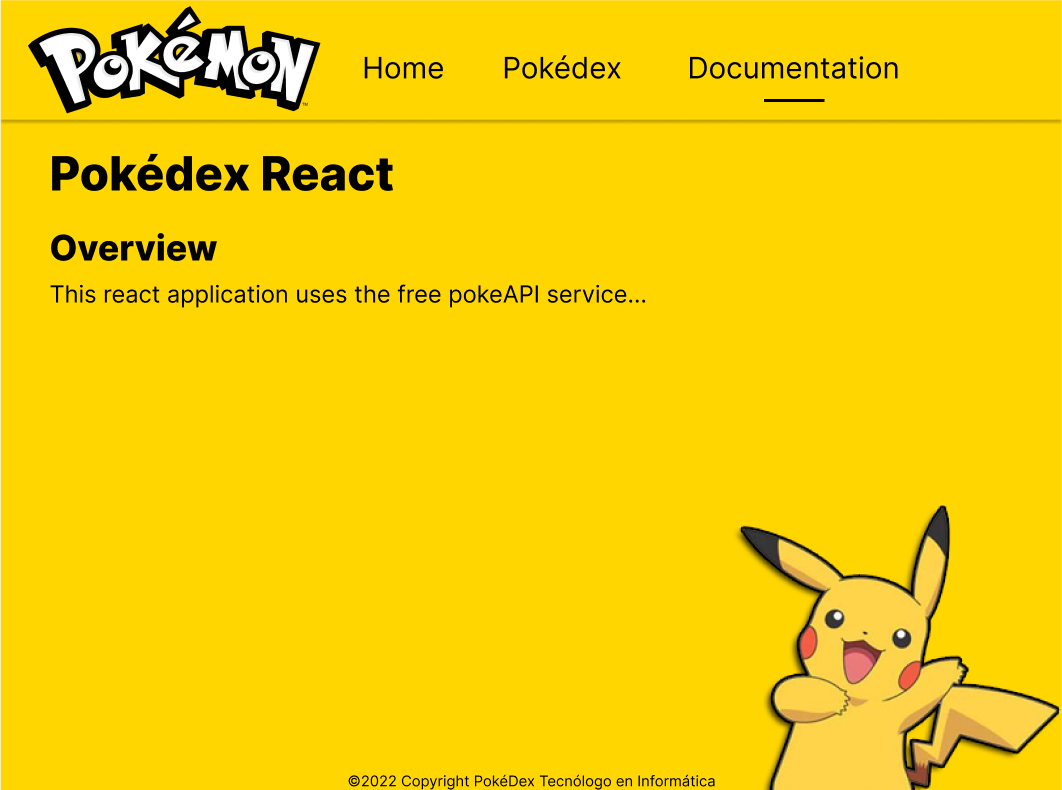 POKéMON
Home Pokédex Documentation
Pokédex React
Overview
This react application uses the free pokeAPI service...
©2022 Copyright PokéDex Tecnólogo en Informática